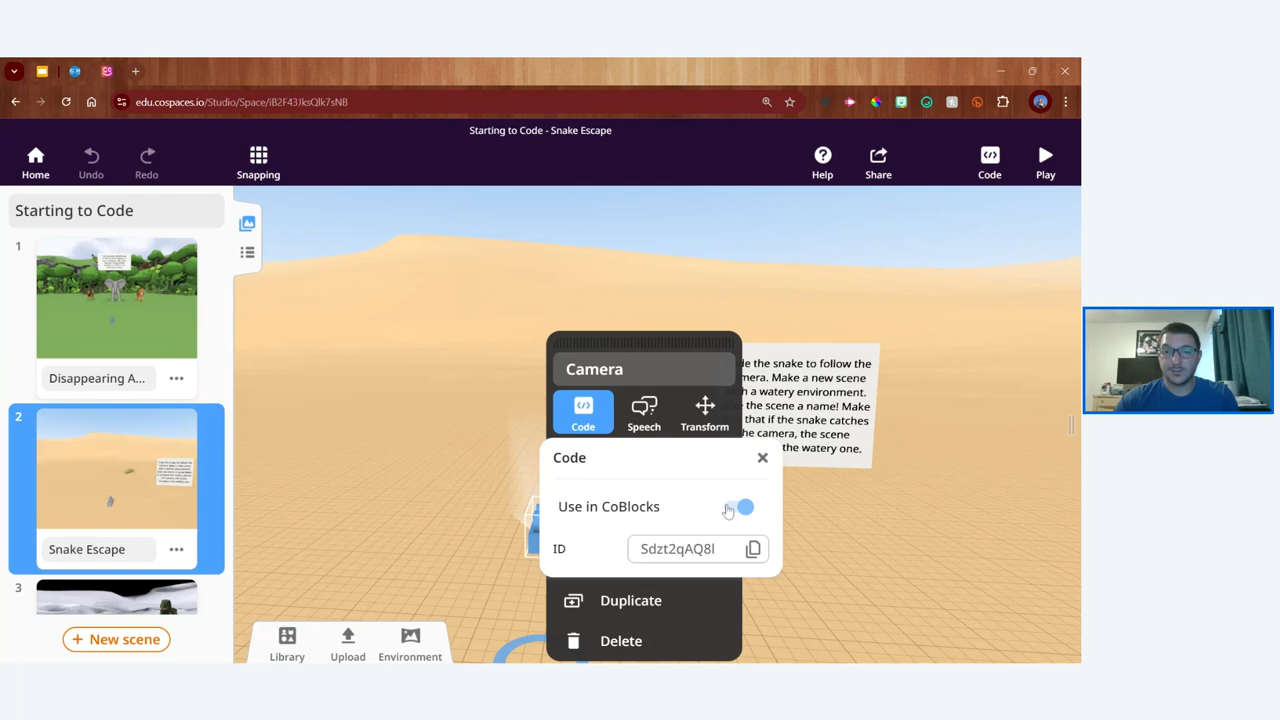 edu.cospaces.io/Studio/Space/iB2F43JksQlk7sNB
Starting to Code - Snake Escape
Home
Undo
Redo
Snapping
Help
Share
Code
Play
Starting to Code
1
Disappearing A...
2
Snake Escape
3
+ New scene
Camera
Code
Speech
Transform
de the snake to follow the
mera. Make a new scene
a watery environment.
the scene a name! Make
that if the snake catches
the camera, the scene
the watery one.
Code
Use in CoBlocks
ID
Sdzt2qAQ8l
Duplicate
Delete
Library
Upload
Environment